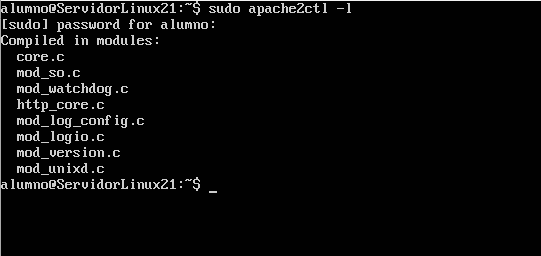 alumno@ServidorLinux21:~$ sudo apache2ctl -l
[sudo] password for alumno:
Compiled in modules:
  core.c
  mod_so.c
  mod_watchdog.c
  http_core.c
  mod_log_config.c
  mod_logio.c
  mod_version.c
  mod_unixd.c
alumno@ServidorLinux21:~$ _